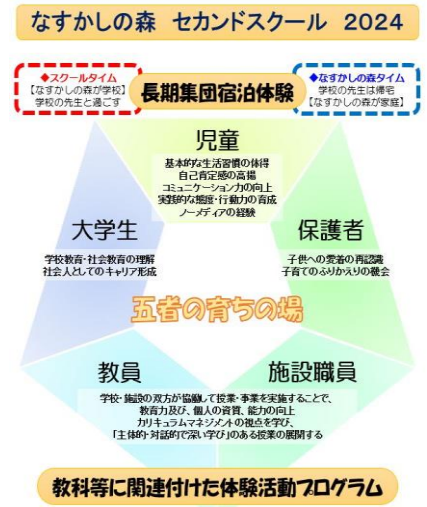 なすかしの森 セカンドスクール 2024
◆スクールタイム
【なすかしの森が学校】
学校の先生と過ごす
長期集団宿泊体験
◆なすかしの森タイム
学校の先生は帰宅
【なすかしの森が家庭】
児童
基本的な生活習慣の体得
自己肯定感の高揚
コミュニケーション力の向上
実践的な態度・行動力の育成
ノーメディアの経験
大学生
学校教育・社会教育の理解
社会人としてのキャリア形成
保護者
子供への愛着の再認識
子育てのふりかえりの機会
五者の育ちの場
教員
施設職員
学校・施設の双方が協働して授業・事業を実施することで、
教育力及び、個人の資質、能力の向上
カリキュラムマネジメントの視点を学び、
「主体的・対話的で深い学び」のある授業の展開する
教科等に関連付けた体験活動プログラム